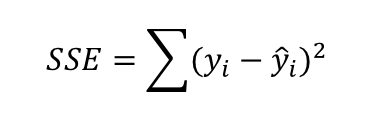 SSE = ∑(yᵢ − ŷᵢ)²